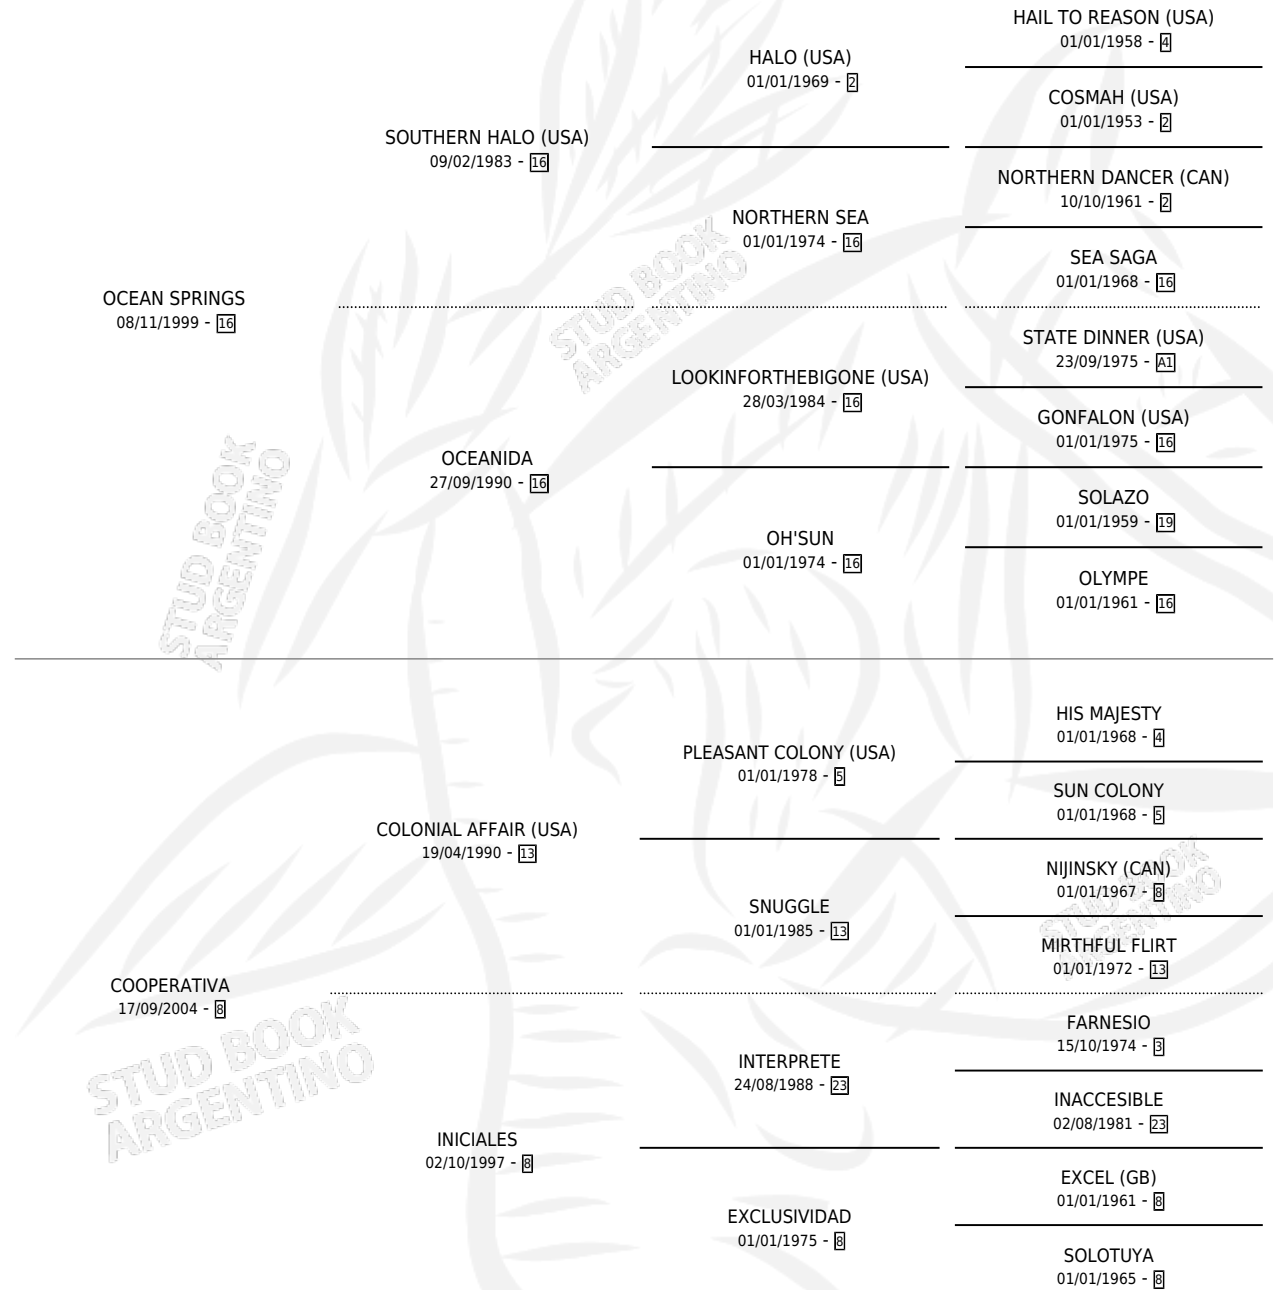 HAIL TO REASON (USA)
01/01/1958 - 4
HALO (USA)
01/01/1969 - 2
COSMAH (USA)
01/01/1953 - 2
SOUTHERN HALO (USA)
09/02/1983 - 16
NORTHERN DANCER (CAN)
10/10/1961 - 2
NORTHERN SEA
01/01/1974 - 16
SEA SAGA
01/01/1968 - 16
OCEAN SPRINGS
08/11/1999 - 16
STUD BOOK
ARGENTINO
STATE DINNER (USA)
23/09/1975 - A1
LOOKINFORTHEBIGONE (USA)
28/03/1984 - 16
GONFALON (USA)
01/01/1975 - 16
OCEANIDA
27/09/1990 - 16
SOLAZO
01/01/1959 - 19
OH'SUN
01/01/1974 - 16
OLYMPE
01/01/1961 - 16
STUD BOOK
ARGENTINO
HIS MAJESTY
01/01/1968 - 4
PLEASANT COLONY (USA)
01/01/1978 - 5
SUN COLONY
01/01/1968 - 5
COLONIAL AFFAIR (USA)
19/04/1990 - 13
NIJINSKY (CAN)
01/01/1967 - 8
SNUGGLE
01/01/1985 - 13
MIRTHFUL FLIRT
01/01/1972 - 13
STUD BOOK
ARGENTINO
COOPERATIVA
17/09/2004 - 8
FARNESIO
15/10/1974 - 3
INTERPRETE
24/08/1988 - 23
INACCESIBLE
02/08/1981 - 23
STUD BOOK
ARGENTINO
INICIALES
02/10/1997 - 8
EXCEL (GB)
01/01/1961 - 8
EXCLUSIVIDAD
01/01/1975 - 8
SOLOTUYA
01/01/1965 - 8